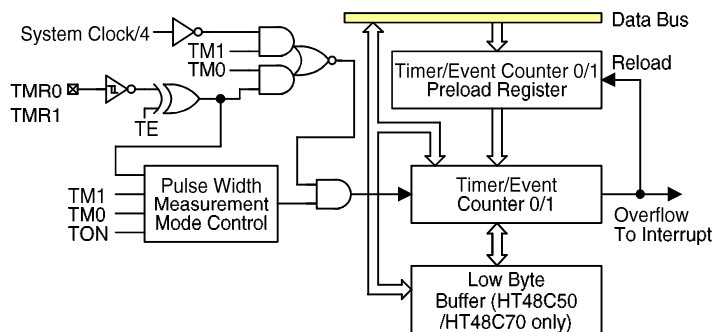 Data Bus
System Clock/4
TM1
TM0
TMR0
TMR1
TE
Timer/Event Counter 0/1
Preload Register
Reload
TM1
TM0
TON
Pulse Width
Measurement
Mode Control
Timer/Event
Counter 0/1
Overflow
To Interrupt
Low Byte
Buffer (HT48C50
/HT48C70 only)